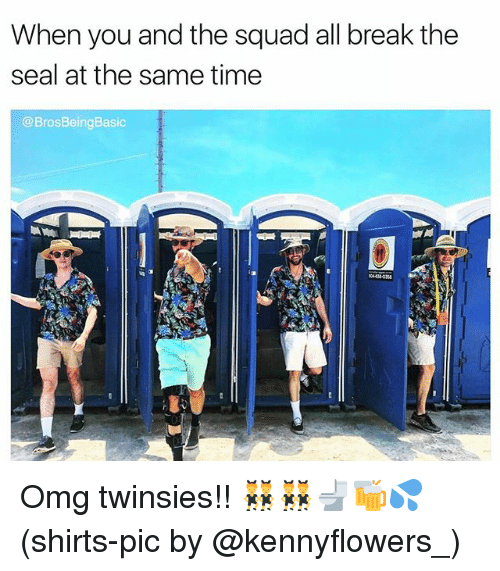 When you and the squad all break the
seal at the same time
@BrosBeingBasic
Omg twinsies!! 👯‍♂️👯‍♂️🚽🍻💦
(shirts-pic by @kennyflowers_)